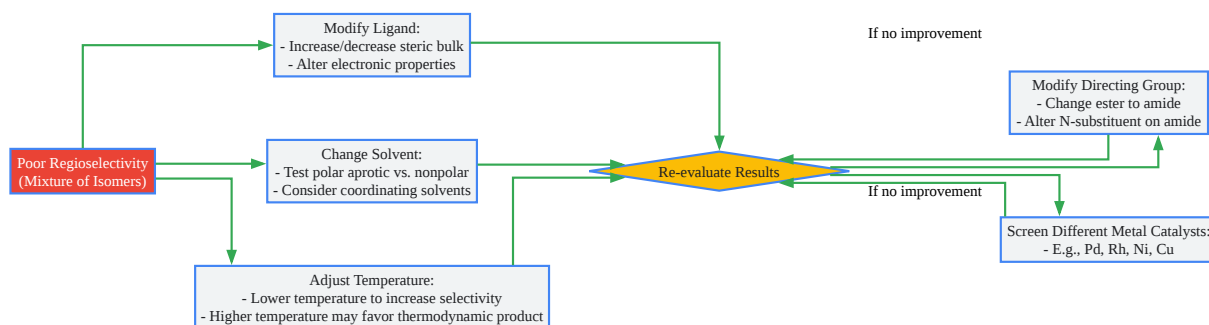 Poor Regioselectivity
(Mixture of Isomers)
Modify Ligand:
- Increase/decrease steric bulk
- Alter electronic properties
Change Solvent:
- Test polar aprotic vs. nonpolar
- Consider coordinating solvents
Adjust Temperature:
- Lower temperature to increase selectivity
- Higher temperature may favor thermodynamic product
Re-evaluate Results
If no improvement
Modify Directing Group:
- Change ester to amide
- Alter N-substituent on amide
If no improvement
Screen Different Metal Catalysts:
- E.g., Pd, Rh, Ni, Cu